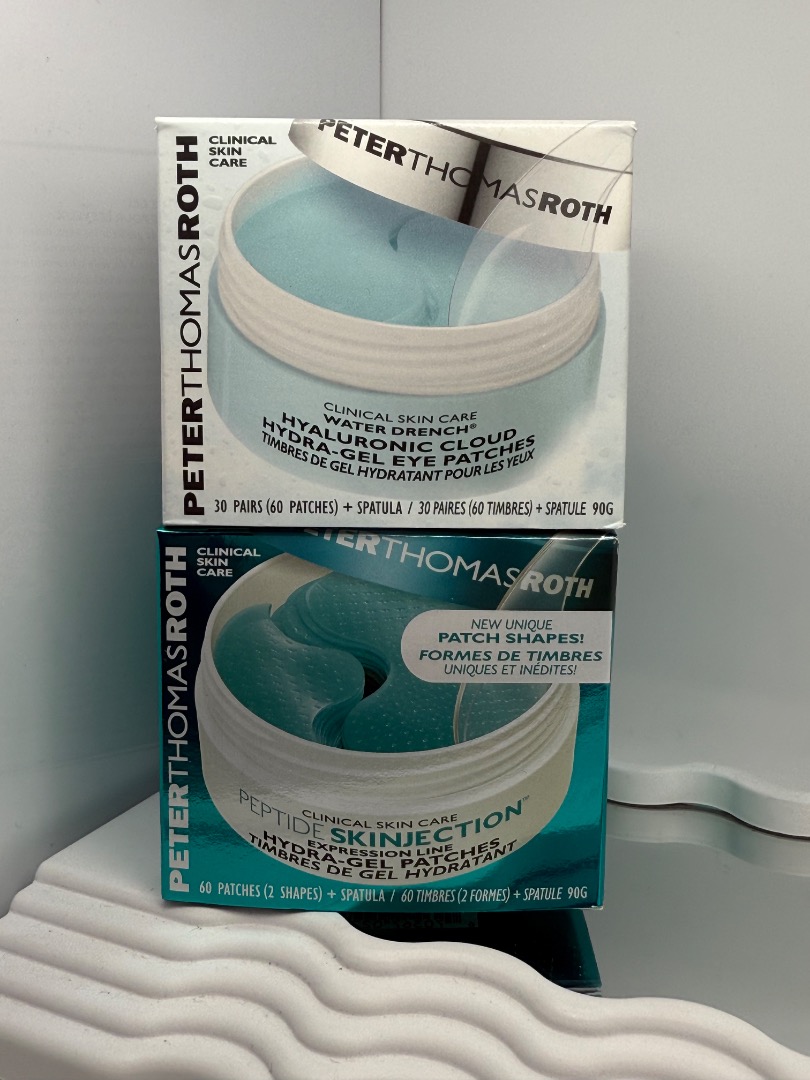 PETERTHOMASROTH
CLINICAL
SKIN
CARE
PETERTHOMASROTH
CLINICAL SKIN CARE
WATER DRENCH®
HYALURONIC CLOUD
HYDRA-GEL EYE PATCHES
TIMBRES DE GEL HYDRATANT POUR LES YEUX
30 PAIRS (60 PATCHES) + SPATULA / 30 PAIRES (60 TIMBRES) + SPATULE 90G
PETERTHOMASROTH
CLINICAL
SKIN
CARE
PETERTHOMASROTH
NEW UNIQUE
PATCH SHAPES!
FORMES DE TIMBRES
UNIQUES ET INÉDITES!
CLINICAL SKIN CARE
PEPTIDE SKINJECTION™
EXPRESSION LINE
HYDRA-GEL PATCHES
TIMBRES DE GEL HYDRATANT
60 PATCHES (2 SHAPES) + SPATULA / 60 TIMBRES (2 FORMES) + SPATULE 90G